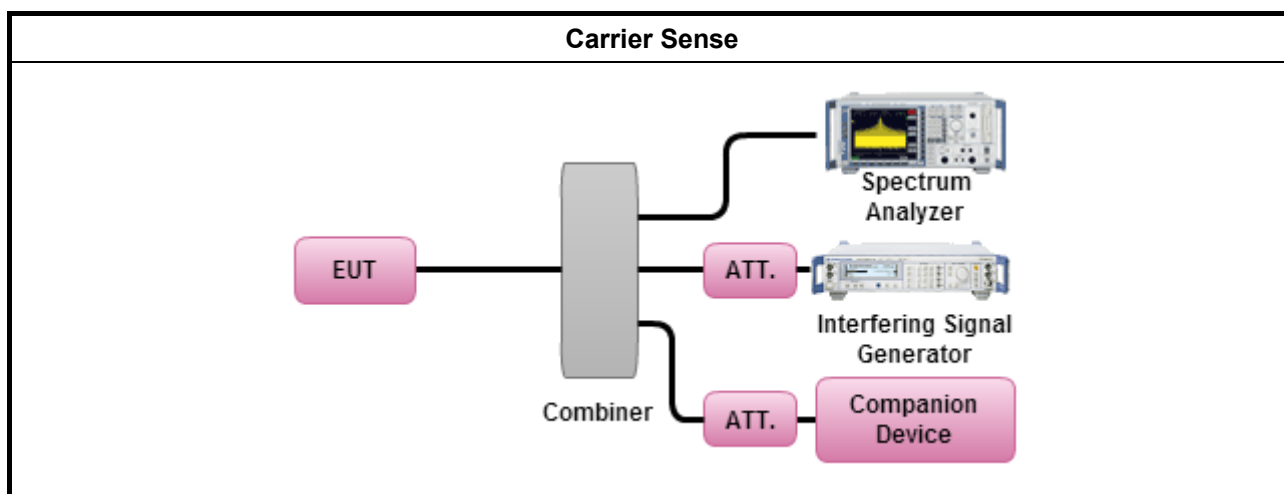 Carrier Sense
Spectrum
Analyzer
EUT
ATT.
Interfering Signal
Generator
Combiner
ATT.
Companion
Device